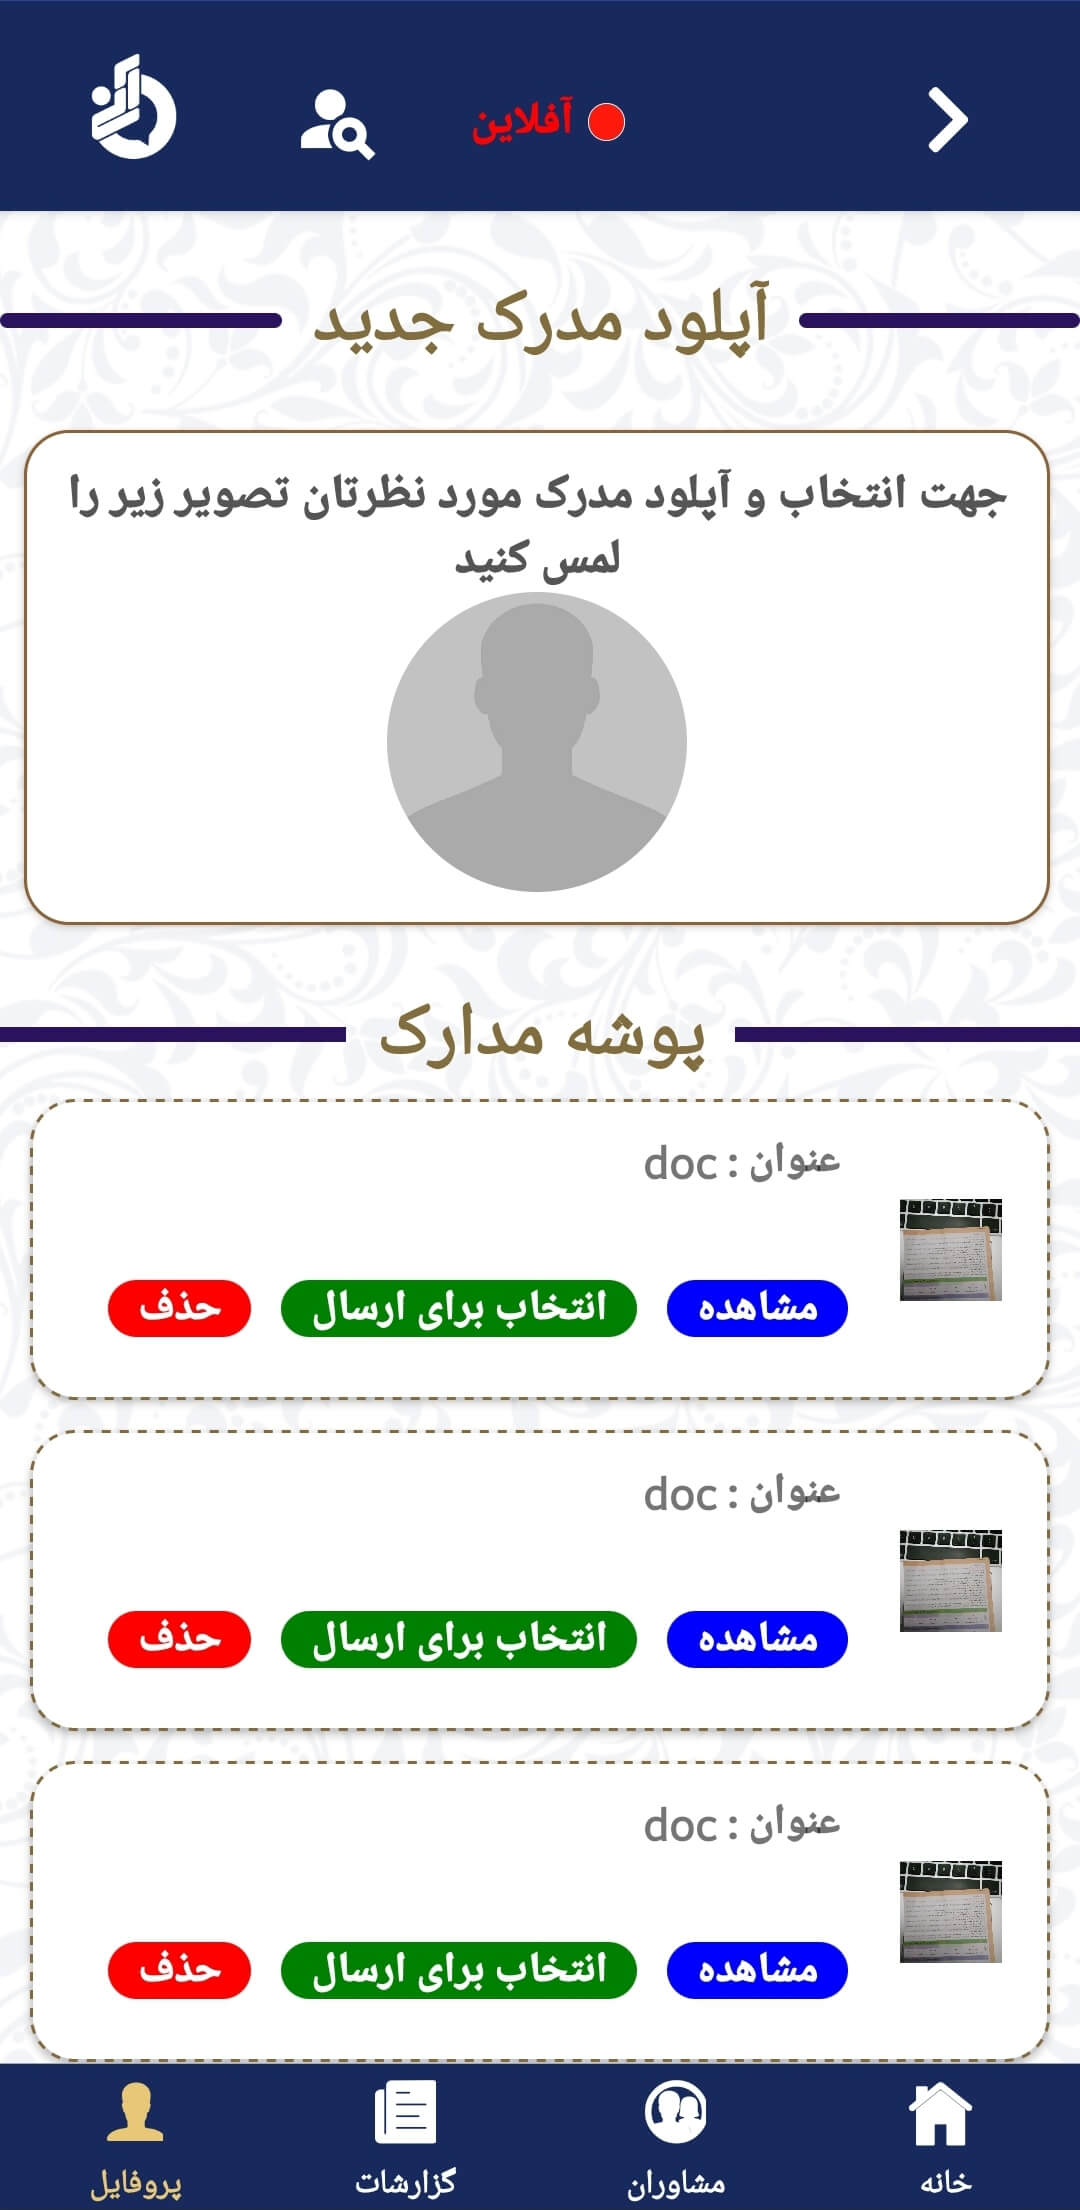 آفلاین
آپلود مدرک جدید
جهت انتخاب و آپلود مدرک مورد نظرتان تصویر زیر را
لمس کنید
پوشه مدارک
عنوان : doc
مشاهده انتخاب برای ارسال حذف
عنوان : doc
مشاهده انتخاب برای ارسال حذف
عنوان : doc
مشاهده انتخاب برای ارسال حذف
خانه مشاوران گزارشات پروفایل